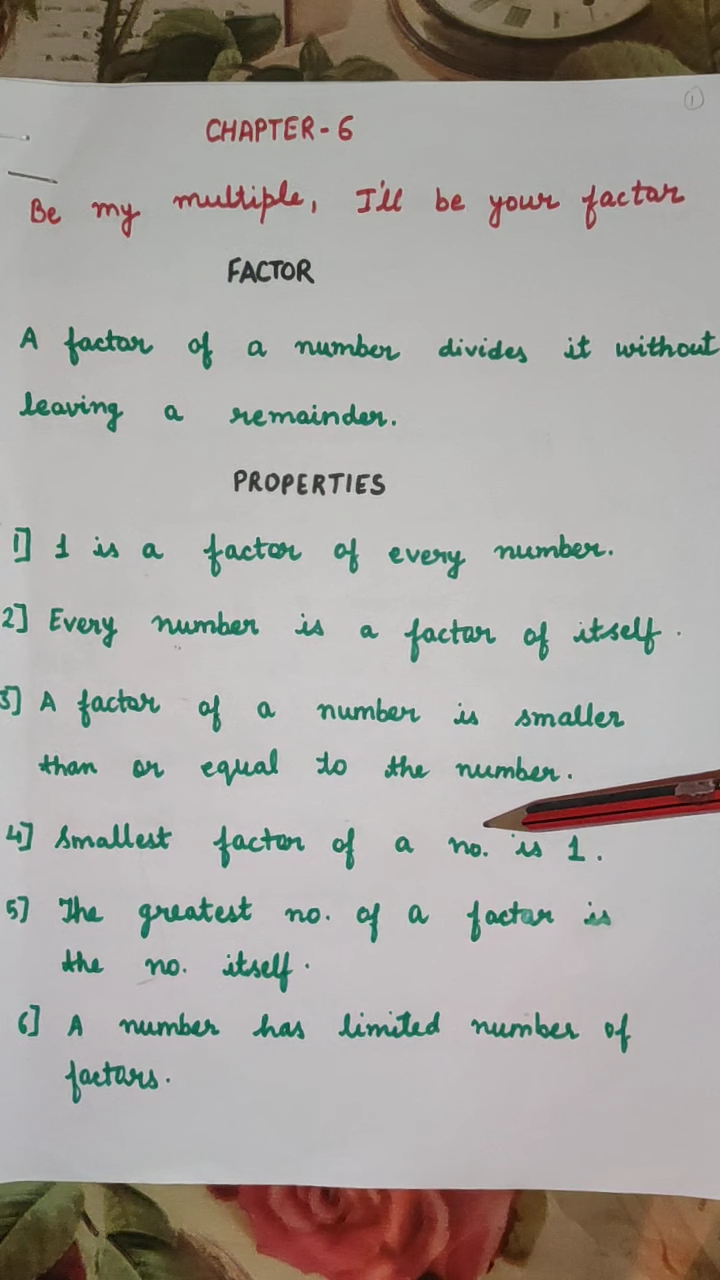 1
CHAPTER-6
Be my multiple, I'll be your factor
FACTOR
A factor of a number divides it without
leaving a remainder.
PROPERTIES
1] 1 is a factor of every number.
2] Every number is a factor of itself.
3] A factor of a number is smaller
than or equal to the number.
4] Smallest factor of a no. is 1.
5] The greatest no. of a factor is
the no. itself.
6] A number has limited number of
factors.